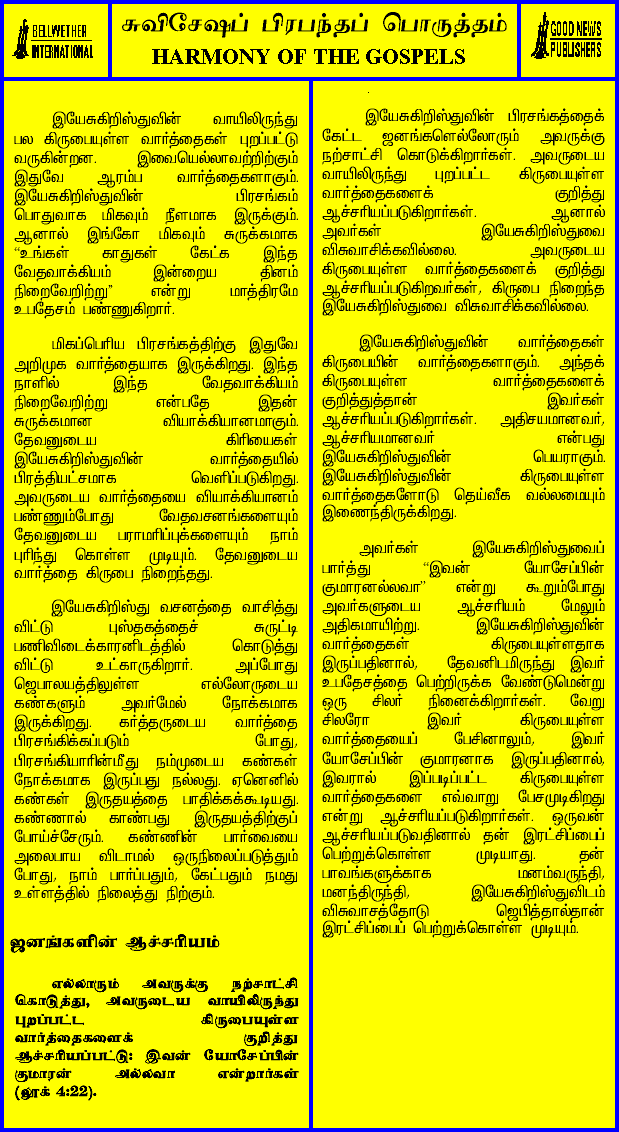 BELLWETHER
INTERNATIONAL
சுவிசேஷப் பிரபந்தப் பொருத்தம்
HARMONY OF THE GOSPELS
GOOD NEWS
PUBLISHERS
இயேசுகிறிஸ்துவின் வாயிலிருந்து
பல கிருபையுள்ள வார்த்தைகள் புறப்பட்டு
வருகின்றன. இவையெல்லாவற்றிற்கும்
இதுவே ஆரம்ப வார்த்தைகளாகும்.
இயேசுகிறிஸ்துவின் பிரசங்கம்
பொதுவாக மிகவும் நீளமாக இருக்கும்.
ஆனால் இங்கோ மிகவும் சுருக்கமாக
“உங்கள் காதுகள் கேட்க இந்த
வேதவாக்கியம் இன்றைய தினம்
நிறைவேறிற்று” என்று மாத்திரமே
உபதேசம் பண்ணுகிறார்.
மிகப்பெரிய பிரசங்கத்திற்கு இதுவே
அறிமுக வார்த்தையாக இருக்கிறது. இந்த
நாளில் இந்த வேதவாக்கியம்
நிறைவேறிற்று என்பதே இதன்
சுருக்கமான வியாக்கியானமாகும்.
தேவனுடைய கிரியைகள்
இயேசுகிறிஸ்துவின் வார்த்தையில்
பிரத்தியட்சமாக வெளிப்படுகிறது.
அவருடைய வார்த்தையை வியாக்கியானம்
பண்ணும்போது வேதவசனங்களையும்
தேவனுடைய பராமரிப்புக்களையும் நாம்
புரிந்து கொள்ள முடியும். தேவனுடைய
வார்த்தை கிருபை நிறைந்தது.
இயேசுகிறிஸ்து வசனத்தை வாசித்து
விட்டு புஸ்தகத்தைச் சுருட்டி
பணிவிடைக்காரனிடத்தில் கொடுத்து
விட்டு உட்காருகிறார். அப்போது
ஜெபாலயத்திலுள்ள எல்லோருடைய
கண்களும் அவர்மேல் நோக்கமாக
இருக்கிறது. கர்த்தருடைய வார்த்தை
பிரசங்கிக்கப்படும் போது,
பிரசங்கியாரின்மீது நம்முடைய கண்கள்
நோக்கமாக இருப்பது நல்லது. ஏனெனில்
கண்கள் இருதயத்தை பாதிக்கக்கூடியது.
கண்ணால் காண்பது இருதயத்திற்குப்
போய்ச்சேரும். கண்ணின் பார்வையை
அலைபாய விடாமல் ஒருநிலைப்படுத்தும்
போது, நாம் பார்ப்பதும், கேட்பதும் நமது
உள்ளத்தில் நிலைத்து நிற்கும்.
ஜனங்களின் ஆச்சரியம்
எல்லாரும் அவருக்கு நற்சாட்சி
கொடுத்து, அவருடைய வாயிலிருந்து
புறப்பட்ட கிருபையுள்ள
வார்த்தைகளைக் குறித்து
ஆச்சரியப்பட்டு: இவன் யோசேப்பின்
குமாரன் அல்லவா என்றார்கள்
(லூக் 4:22).
இயேசுகிறிஸ்துவின் பிரசங்கத்தைக்
கேட்ட ஜனங்களெல்லோரும் அவருக்கு
நற்சாட்சி கொடுக்கிறார்கள். அவருடைய
வாயிலிருந்து புறப்பட்ட கிருபையுள்ள
வார்த்தைகளைக் குறித்து
ஆச்சரியப்படுகிறார்கள். ஆனால்
அவர்கள் இயேசுகிறிஸ்துவை
விசுவாசிக்கவில்லை. அவருடைய
கிருபையுள்ள வார்த்தைகளைக் குறித்து
ஆச்சரியப்படுகிறவர்கள், கிருபை நிறைந்த
இயேசுகிறிஸ்துவை விசுவாசிக்கவில்லை.
இயேசுகிறிஸ்துவின் வார்த்தைகள்
கிருபையின் வார்த்தைகளாகும். அந்தக்
கிருபையுள்ள வார்த்தைகளைக்
குறித்துத்தான் இவர்கள்
ஆச்சரியப்படுகிறார்கள். அதிசயமானவர்,
ஆச்சரியமானவர் என்பது
இயேசுகிறிஸ்துவின் பெயராகும்.
இயேசுகிறிஸ்துவின் கிருபையுள்ள
வார்த்தைகளோடு தெய்வீக வல்லமையும்
இணைந்திருக்கிறது.
அவர்கள் இயேசுகிறிஸ்துவைப்
பார்த்து “இவன் யோசேப்பின்
குமாரனல்லவா” என்று கூறும்போது
அவர்களுடைய ஆச்சரியம் மேலும்
அதிகமாயிற்று. இயேசுகிறிஸ்துவின்
வார்த்தைகள் கிருபையுள்ளதாக
இருப்பதினால், தேவனிடமிருந்து இவர்
உபதேசத்தை பெற்றிருக்க வேண்டுமென்று
ஒரு சிலர் நினைக்கிறார்கள். வேறு
சிலரோ இவர் கிருபையுள்ள
வார்த்தையைப் பேசினாலும், இவர்
யோசேப்பின் குமாரனாக இருப்பதினால்,
இவரால் இப்படிப்பட்ட கிருபையுள்ள
வார்த்தைகளை எவ்வாறு பேசமுடிகிறது
என்று ஆச்சரியப்படுகிறார்கள். ஒருவன்
ஆச்சரியப்படுவதினால் தன் இரட்சிப்பைப்
பெற்றுக்கொள்ள முடியாது. தன்
பாவங்களுக்காக மனம்வருந்தி,
மனந்திருந்தி, இயேசுகிறிஸ்துவிடம்
விசுவாசத்தோடு ஜெபித்தால்தான்
இரட்சிப்பைப் பெற்றுக்கொள்ள முடியும்.